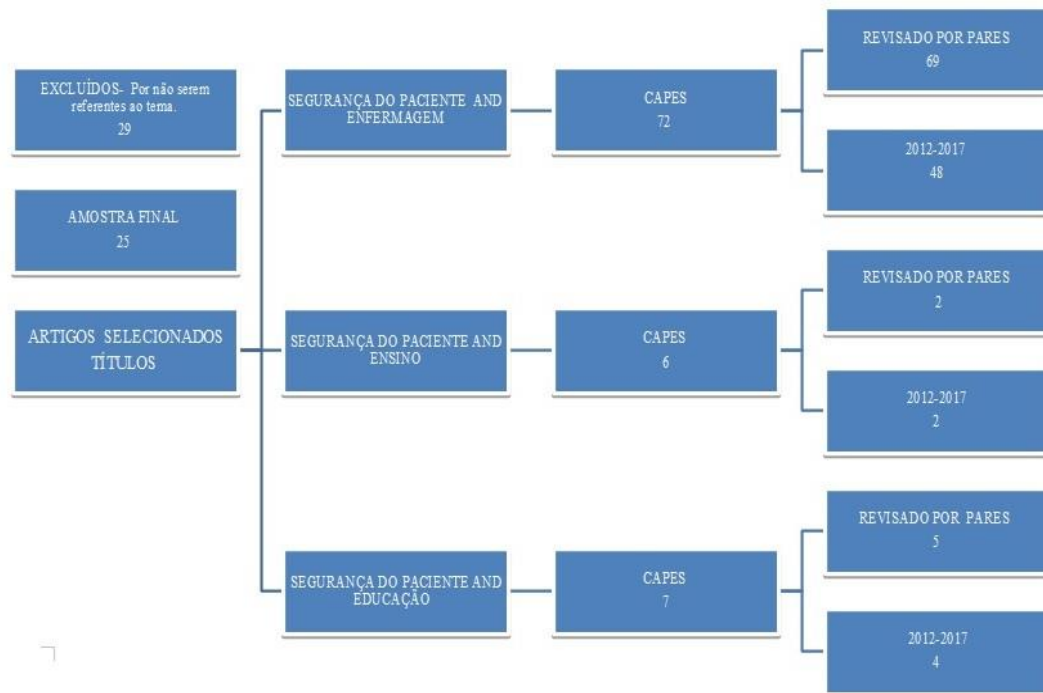 EXCLUÍDOS- Por não serem
referentes ao tema.
29
AMOSTRA FINAL
25
ARTIGOS SELECIONADOS
TÍTULOS
SEGURANÇA DO PACIENTE AND
ENFERMAGEM
CAPES
72
REVISADO POR PARES
69
2012-2017
48
SEGURANÇA DO PACIENTE AND
ENSINO
CAPES
6
REVISADO POR PARES
2
2012-2017
2
SEGURANÇA DO PACIENTE AND
EDUCAÇÃO
CAPES
7
REVISADO POR PARES
5
2012-2017
4